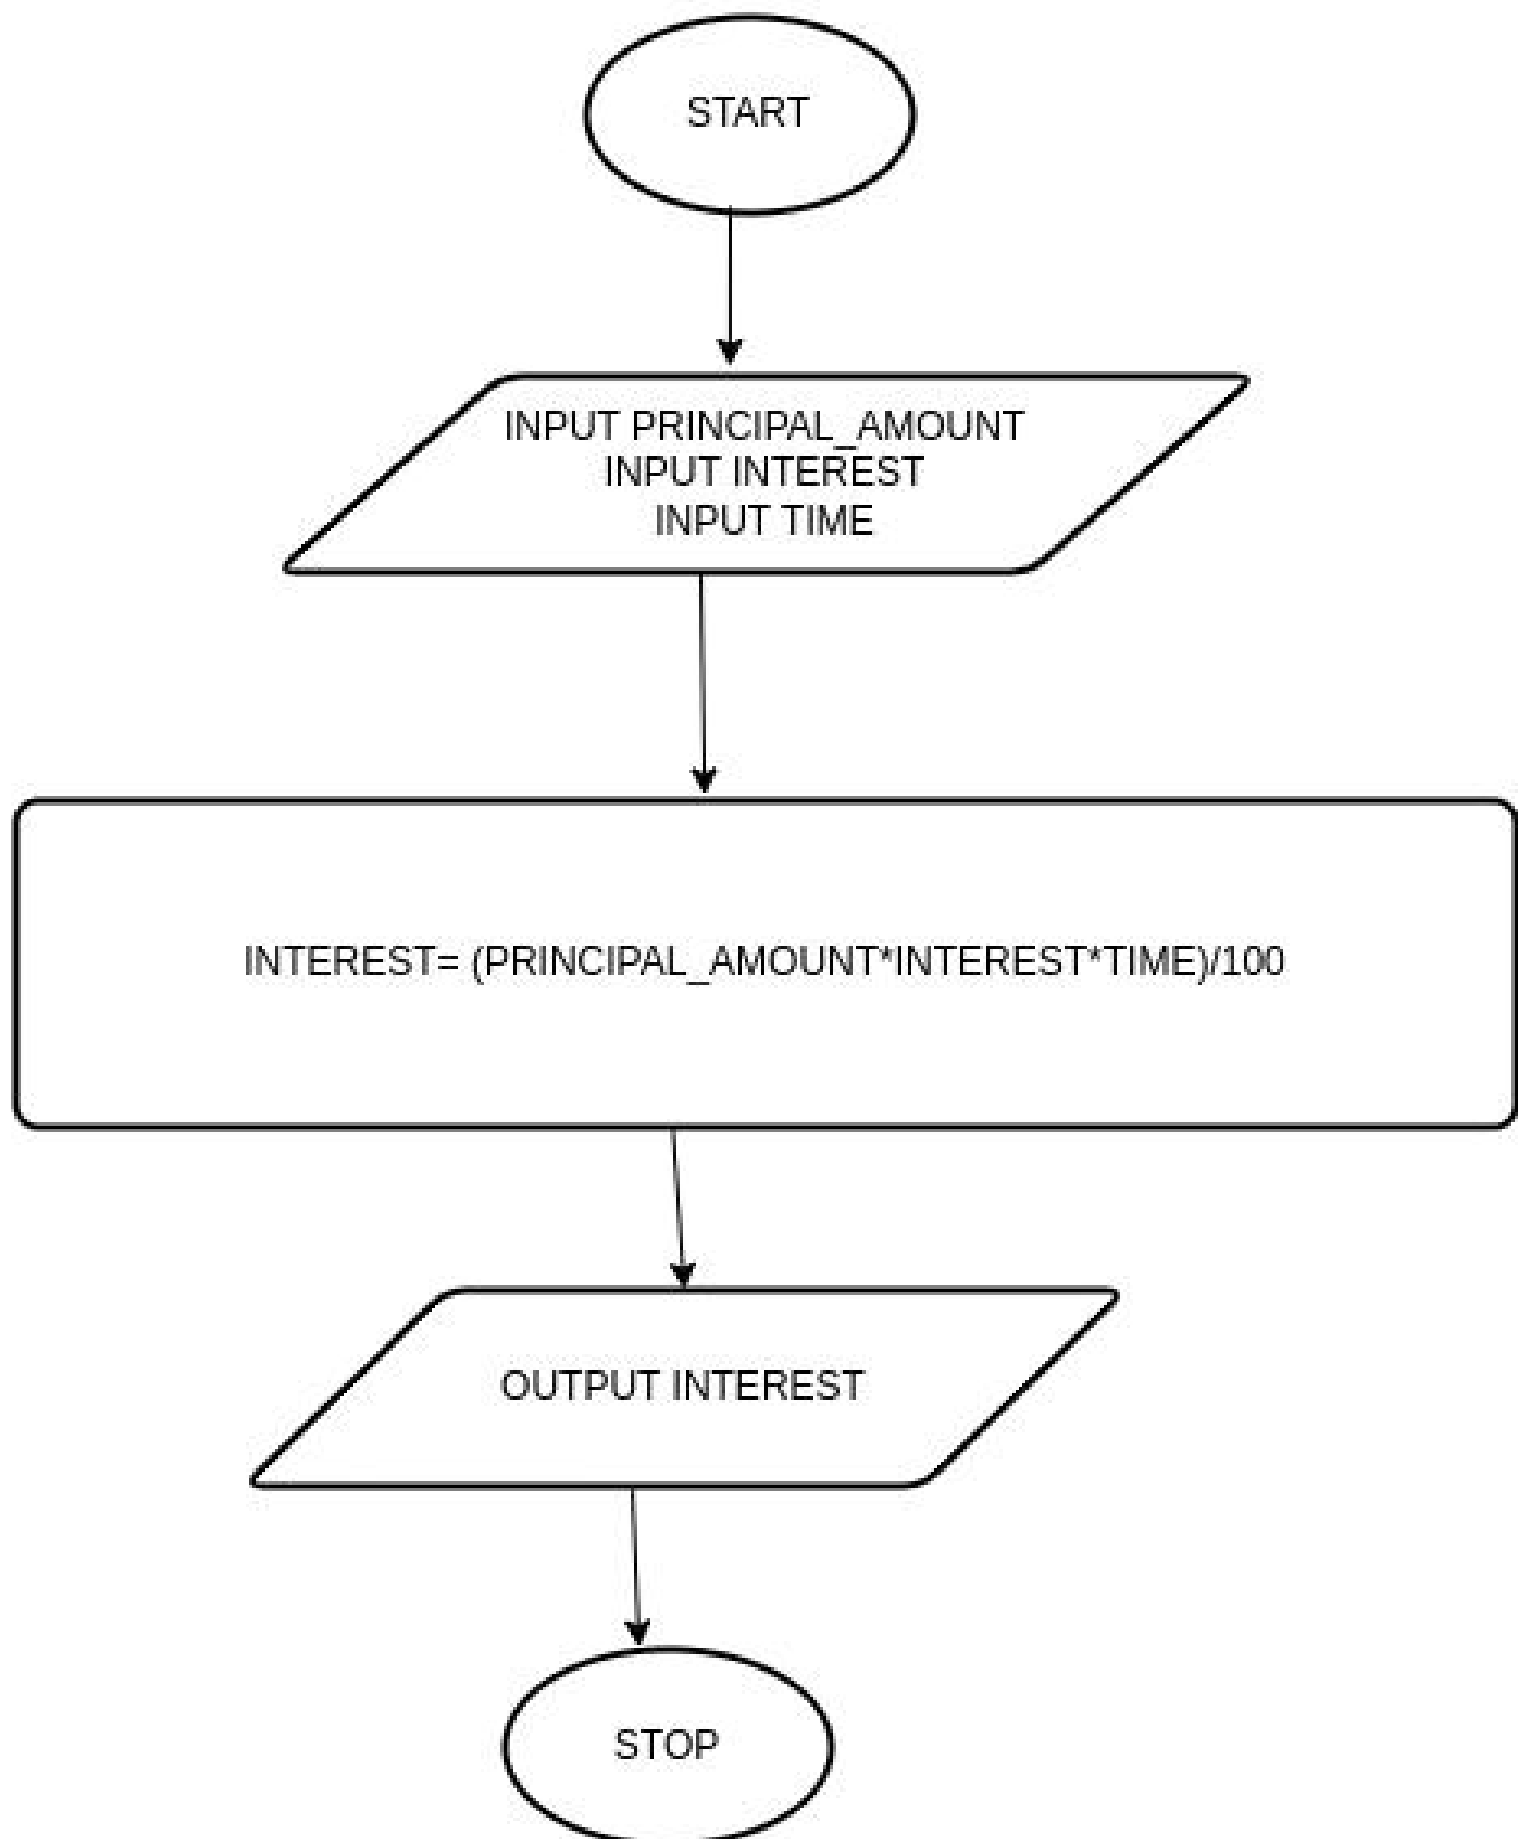 START
INPUT PRINCIPAL_AMOUNT
INPUT INTEREST
INPUT TIME
INTEREST= (PRINCIPAL_AMOUNT*INTEREST*TIME)/100
OUTPUT INTEREST
STOP